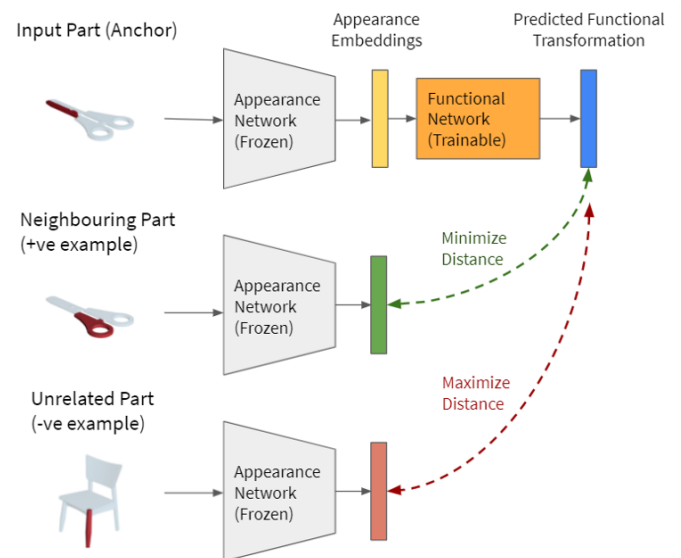 Input Part (Anchor)
Appearance
Embeddings
Predicted Functional
Transformation
Appearance
Network
(Frozen)
Functional
Network
(Trainable)
Neighbouring Part
(+ve example)
Appearance
Network
(Frozen)
Minimize
Distance
Unrelated Part
(-ve example)
Appearance
Network
(Frozen)
Maximize
Distance